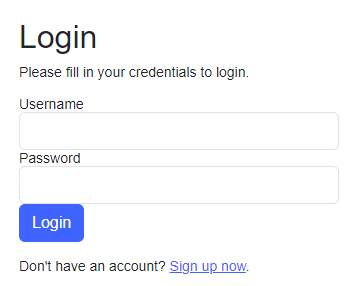 Login
Please fill in your credentials to login.
Username
Password
Login
Don't have an account? Sign up now.